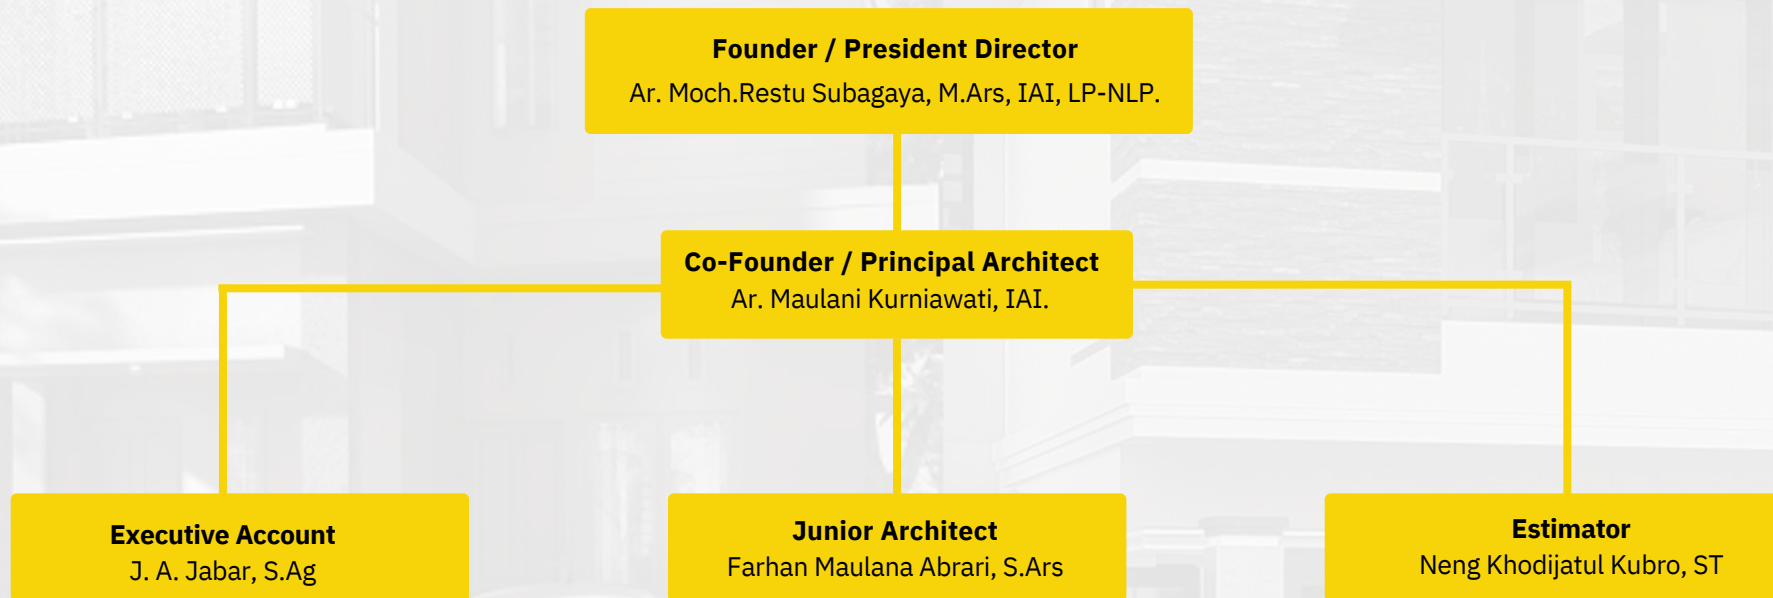 Founder / President Director
Ar. Moch.Restu Subagaya, M.Ars, IAI, LP-NLP.
Co-Founder / Principal Architect
Ar. Maulani Kurniawati, IAI.
Executive Account
J. A. Jabar, S.Ag
Junior Architect
Farhan Maulana Abrari, S.Ars
Estimator
Neng Khodijatul Kubro, ST